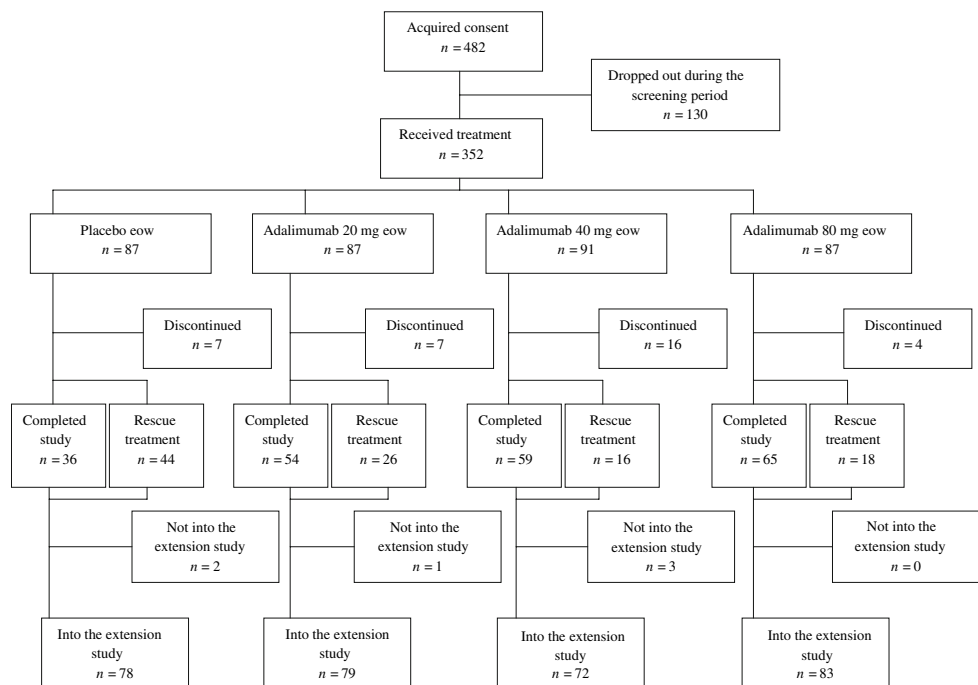 Acquired consent
n = 482
Dropped out during the
screening period
n = 130
Received treatment
n = 352
Placebo eow
n = 87
Adalimumab 20 mg eow
n = 87
Adalimumab 40 mg eow
n = 91
Adalimumab 80 mg eow
n = 87
Discontinued
n = 7
Discontinued
n = 7
Discontinued
n = 16
Discontinued
n = 4
Completed
study
n = 36
Rescue
treatment
n = 44
Completed
study
n = 54
Rescue
treatment
n = 26
Completed
study
n = 59
Rescue
treatment
n = 16
Completed
study
n = 65
Rescue
treatment
n = 18
Not into the
extension study
n = 2
Not into the
extension study
n = 1
Not into the
extension study
n = 3
Not into the
extension study
n = 0
Into the extension
study
n = 78
Into the extension
study
n = 79
Into the extension
study
n = 72
Into the extension
study
n = 83